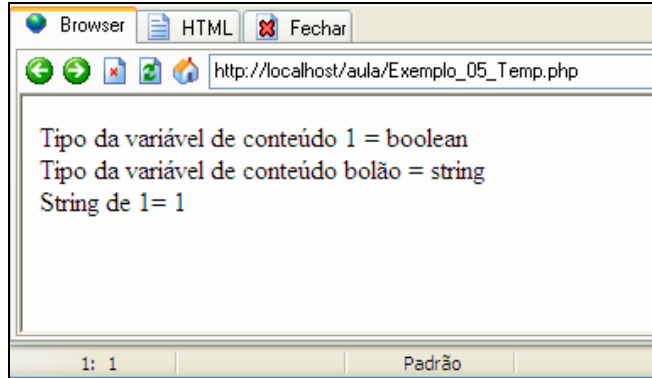 Browser HTML Fechar
http://localhost/aula/Exemplo_05_Temp.php
Tipo da variável de conteúdo 1 = boolean
Tipo da variável de conteúdo bolão = string
String de 1= 1
1: 1 Padrão